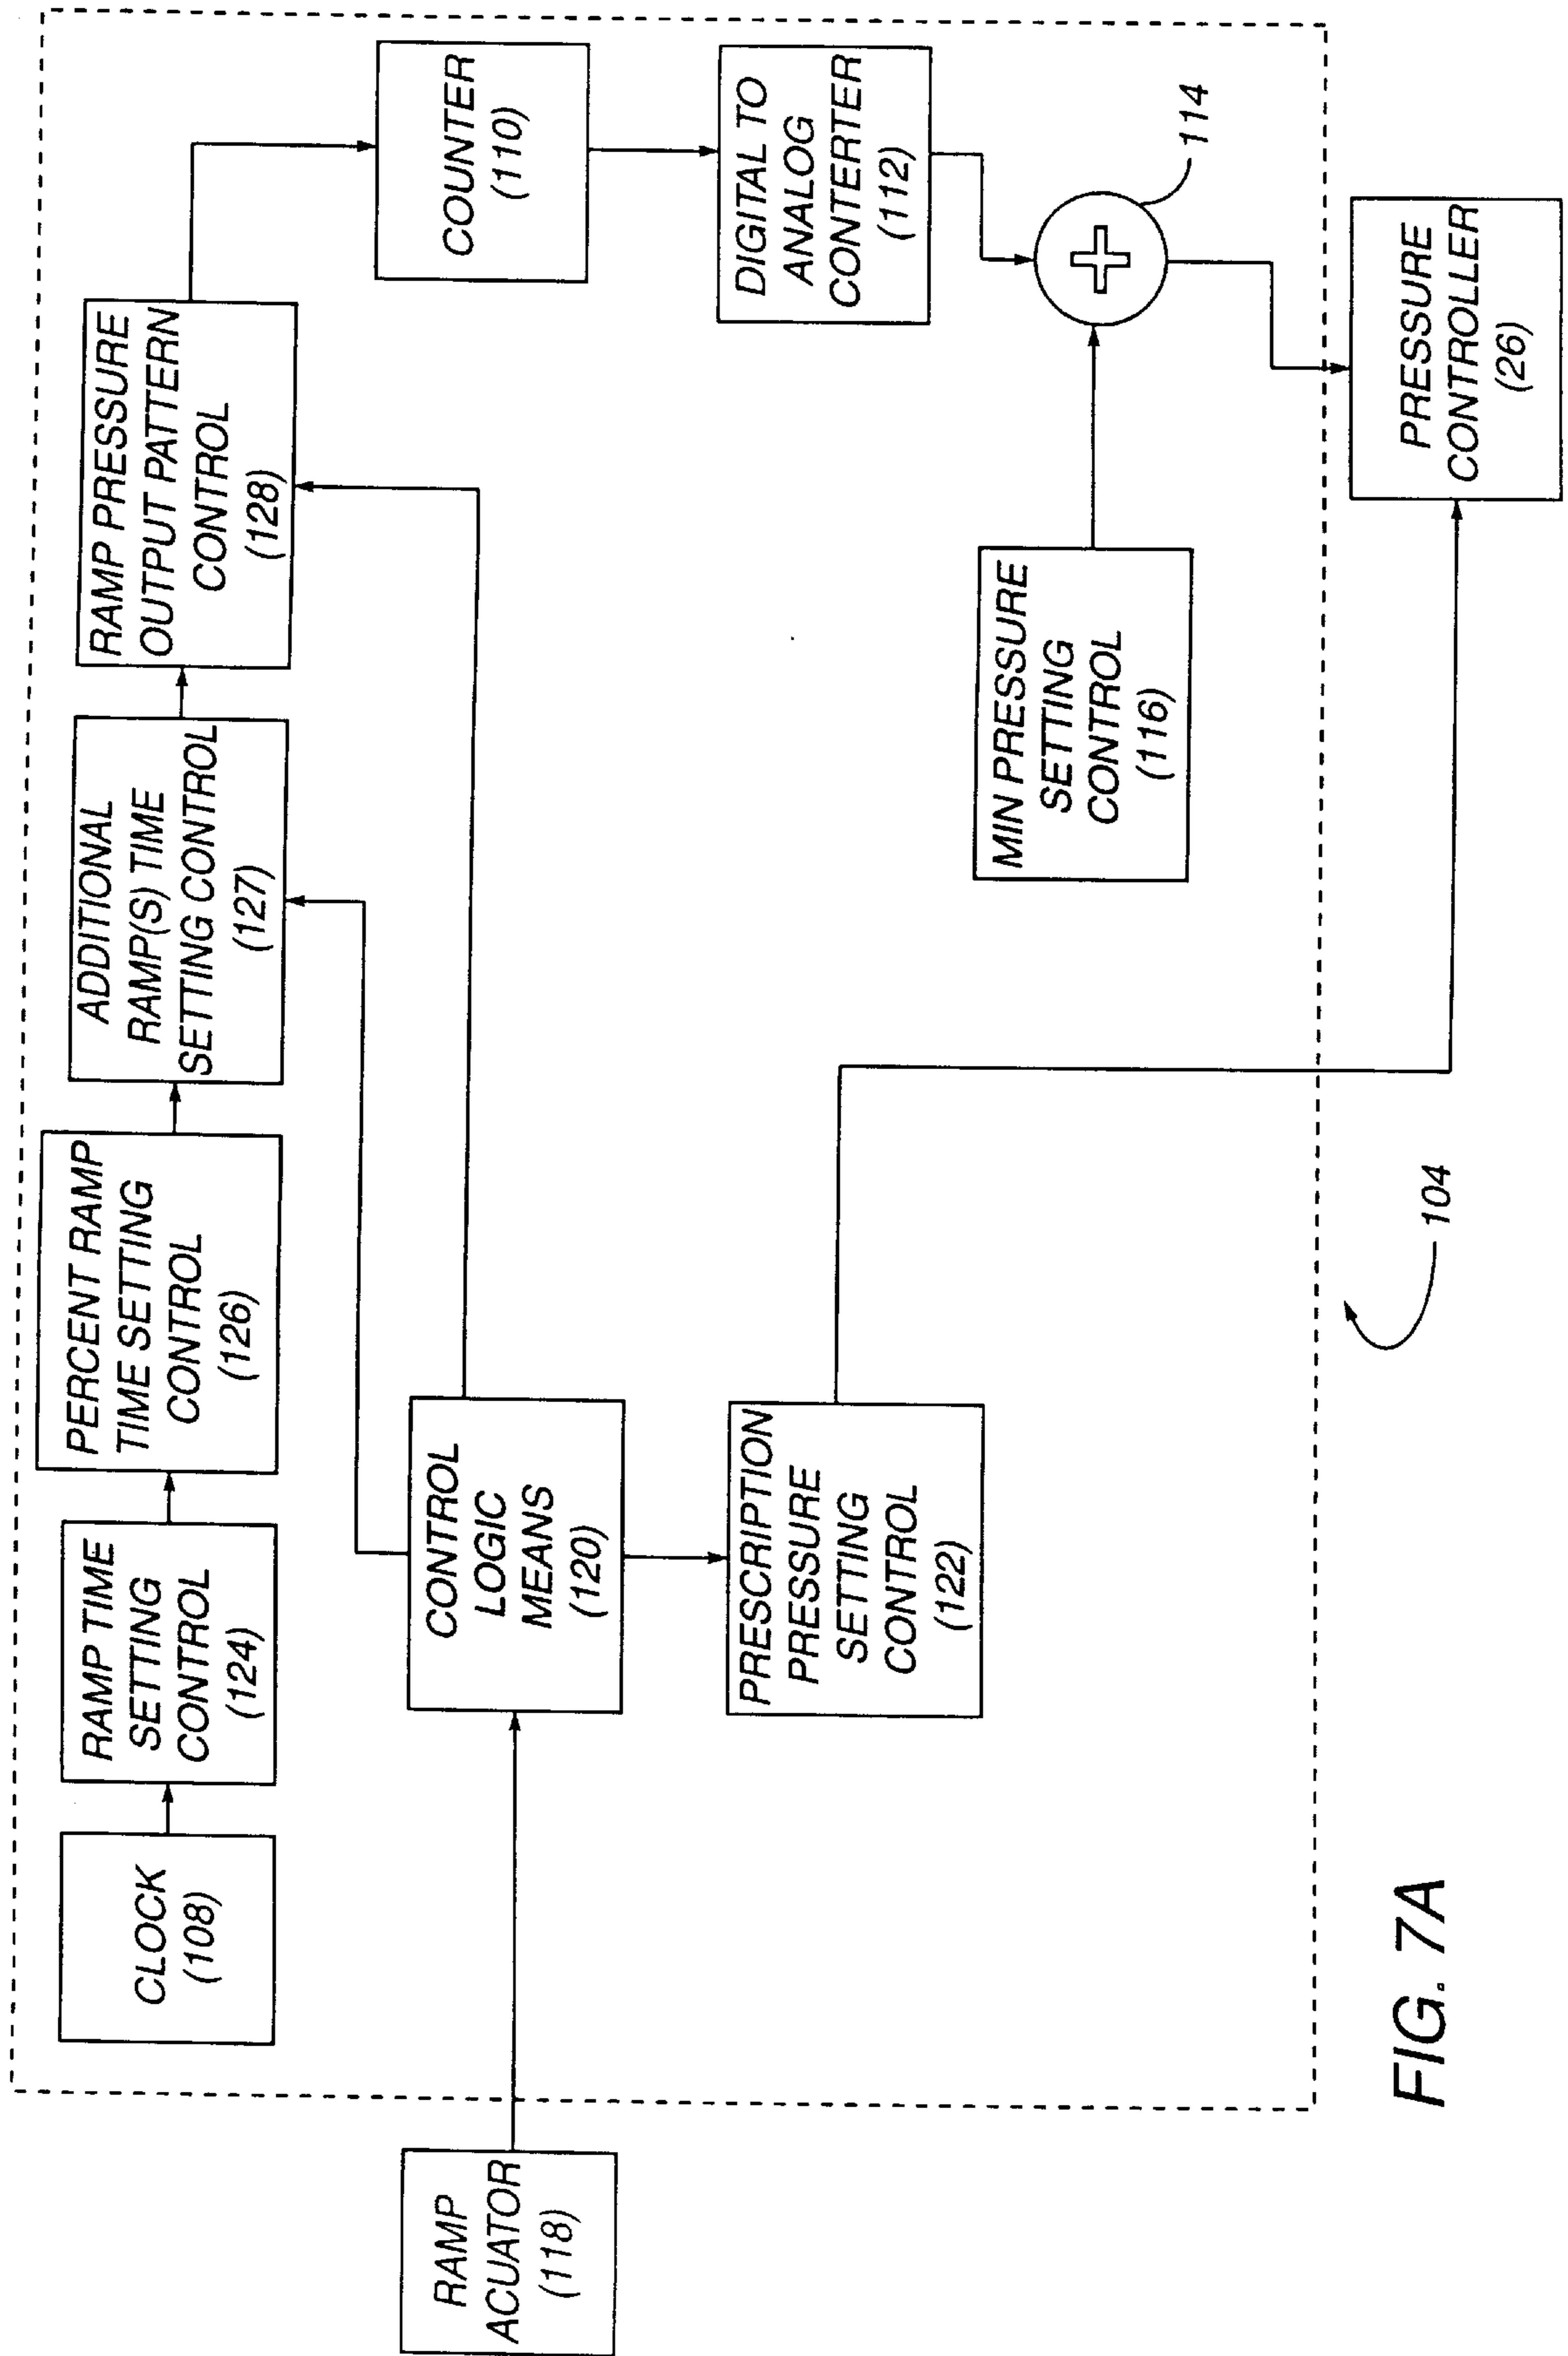 CLOCK
(108)
RAMP TIME
SETTING
CONTROL
(124)
PERCENT RAMP
TIME SETTING
CONTROL
(126)
ADDITIONAL
RAMP(S) TIME
SETTING CONTROL
(127)
RAMP PRESSURE
OUTPUT PATTERN
CONTROL
(128)
COUNTER
(110)
RAMP
ACUATOR
(118)
CONTROL
LOGIC
MEANS
(120)
DIGITAL TO
ANALOG
CONTERTER
(112)
PRESCRIPTION
PRESSURE
SETTING
CONTROL
(122)
MIN PRESSURE
SETTING
CONTROL
(116)
+
114
PRESSURE
CONTROLLER
(26)
104
FIG. 7A